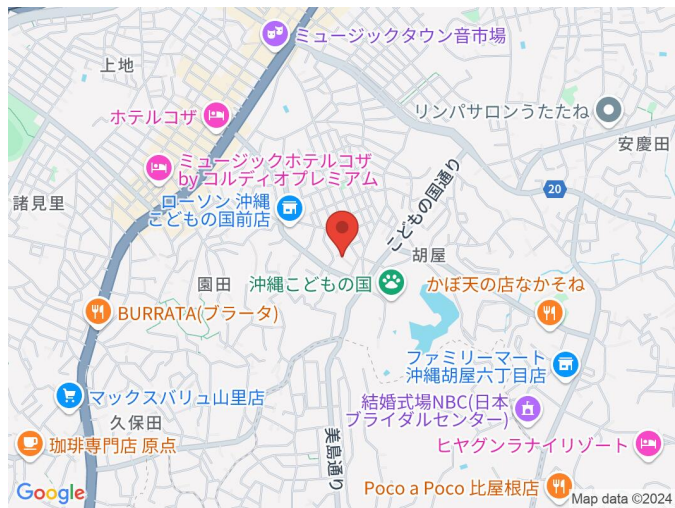 ミュージックタウン音市場
上地
リンパサロンうたたね
ホテルコザ
安慶田
ミュージックホテルコザ
by コルディオプレミアム
20
諸見里
ローソン 沖縄
こどもの国前店
こどもの国通り
胡屋
園田
沖縄こどもの国
かぼ天の店なかそね
BURRATA(ブラータ)
ファミリーマート
沖縄胡屋六丁目店
マックスバリュ山里店
結婚式場NBC(日本
ブライダルセンター)
久保田
美島通り
珈琲専門店 原点
ヒヤグンラナイリゾート
Poco a Poco 比屋根店
Google
Map data ©2024